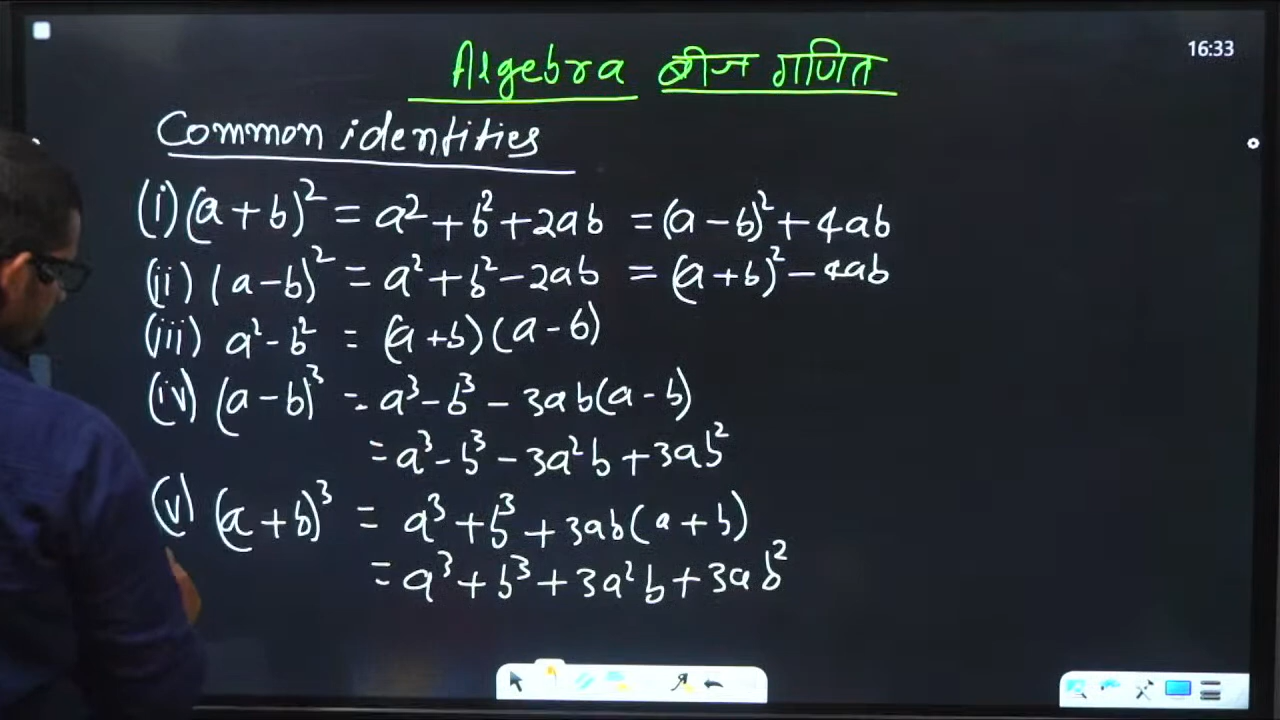 16:33
Algebra बीज गणित
Common identities
(i) (a + b)² = a² + b² + 2ab = (a - b)² + 4ab
(ii) (a - b)² = a² + b² - 2ab = (a + b)² - 4ab
(iii) a² - b² = (a + b) (a - b)
(iv) (a - b)³ = a³ - b³ - 3ab(a - b)
= a³ - b³ - 3a²b + 3ab²
(v) (a + b)³ = a³ + b³ + 3ab(a + b)
= a³ + b³ + 3a²b + 3ab²